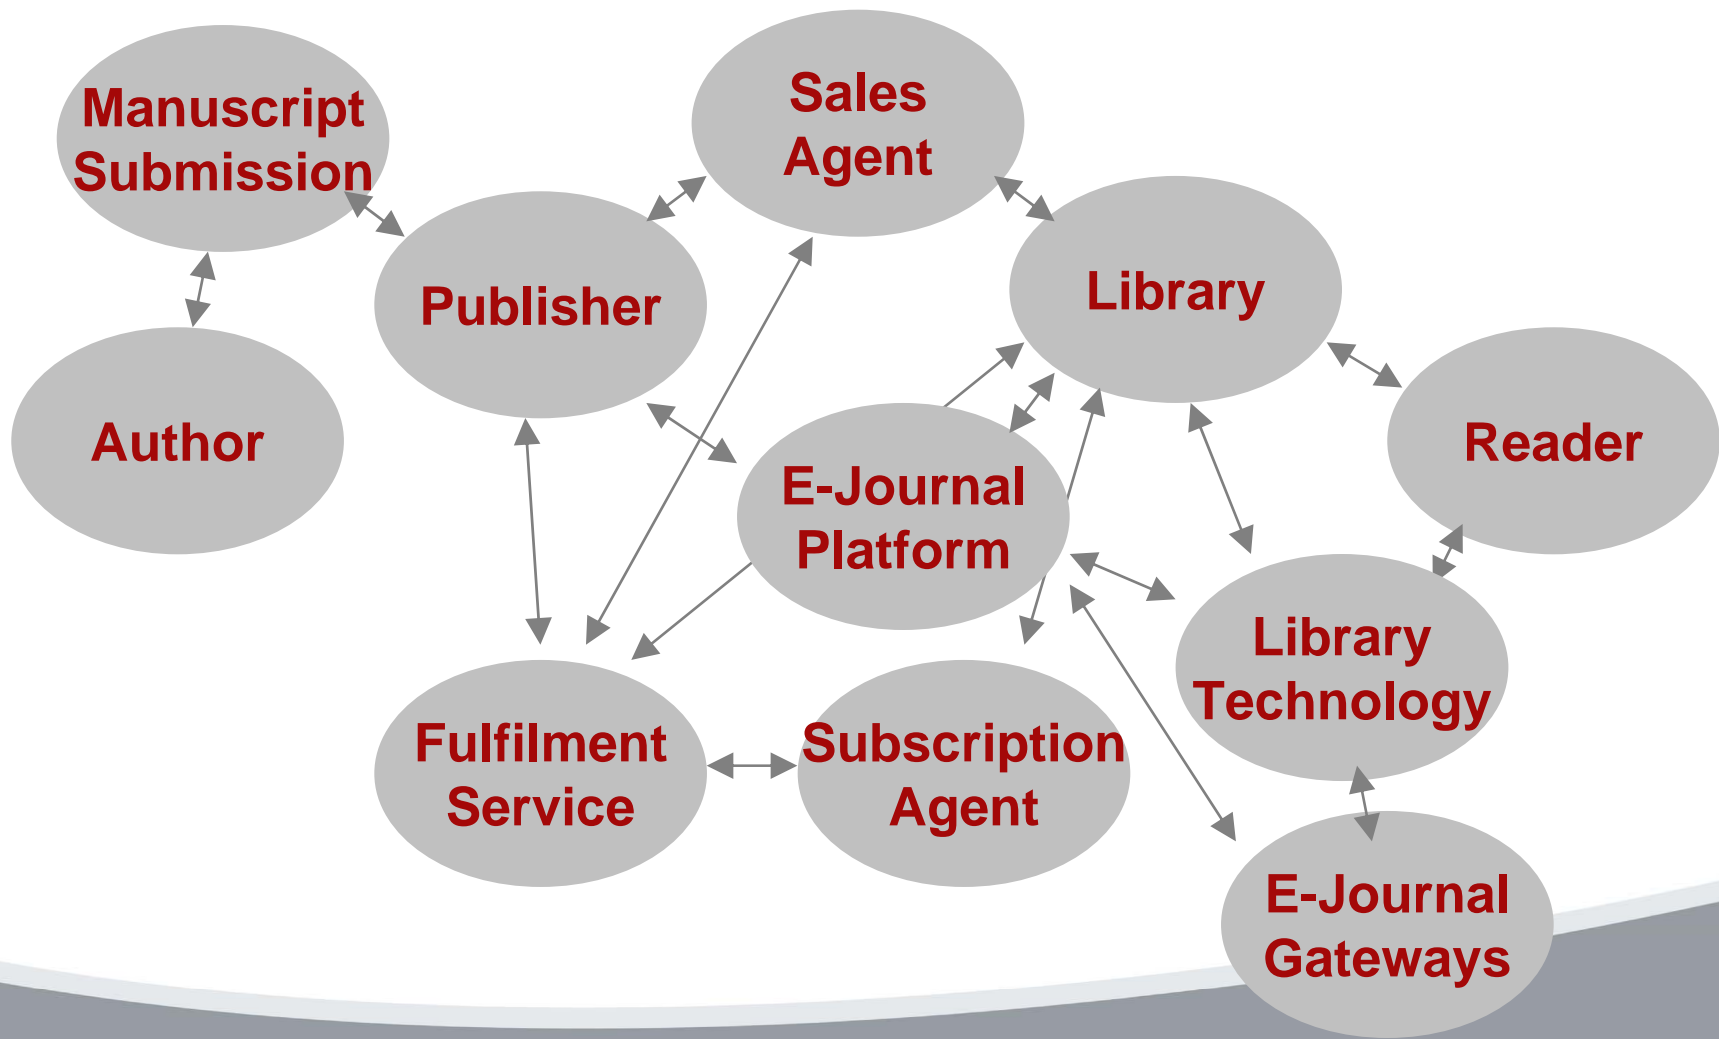 Manuscript
Submission
Sales
Agent
Publisher
Library
Author
Reader
E-Journal
Platform
Library
Technology
Fulfilment
Service
Subscription
Agent
E-Journal
Gateways